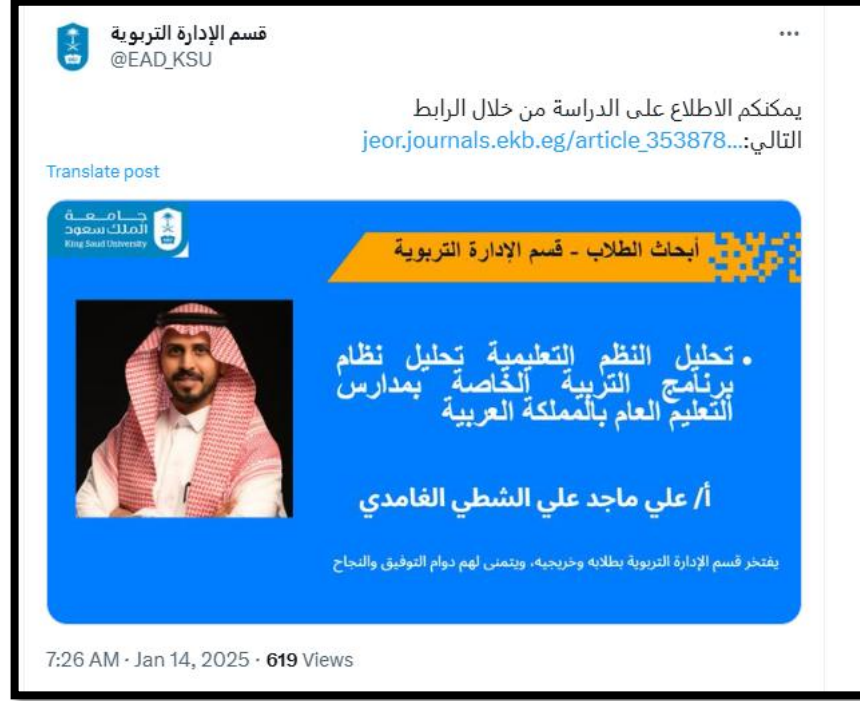 قسم الإدارة التربوية
@EAD_KSU
يمكنكم الاطلاع على الدراسة من خلال الرابط
التالي:jeor.journals.ekb.eg/article_353878...
Translate post
جــامــعــة
الملك سعود
King Saud University
أبحاث الطلاب - قسم الإدارة التربوية
• تحليل النظم التعليمية تحليل نظام
برنامج التربية الخاصة بمدارس
التعليم العام بالمملكة العربية
أ/ علي ماجد علي الشطي الغامدي
يفتخر قسم الإدارة التربوية بطلابه وخريجيه، ويتمنى لهم دوام التوفيق والنجاح
7:26 AM · Jan 14, 2025 · 619 Views